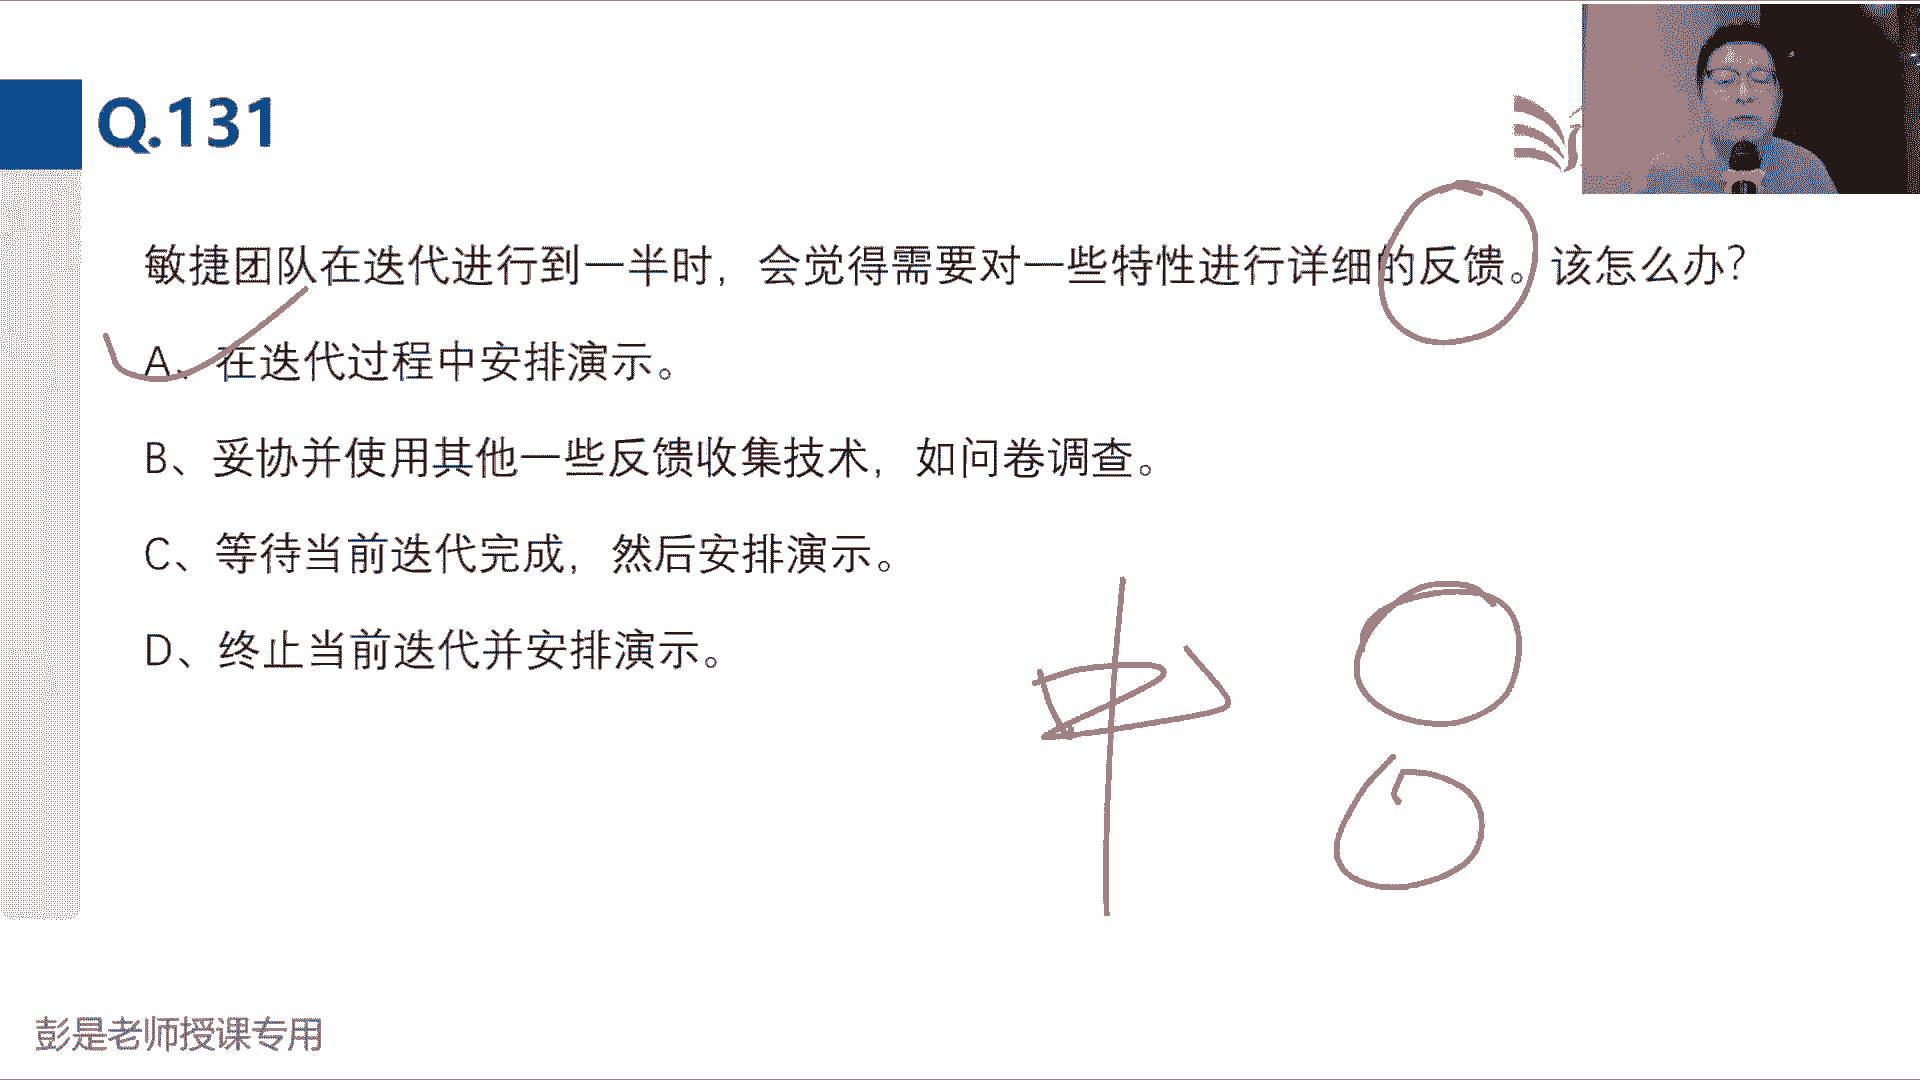 Q.131
敏捷团队在迭代进行到一半时，会觉得需要对一些特性进行详细的反馈。该怎么办？
A、在迭代过程中安排演示。
B、妥协并使用其他一些反馈收集技术，如问卷调查。
C、等待当前迭代完成，然后安排演示。
D、终止当前迭代并安排演示。
彭是老师授课专用